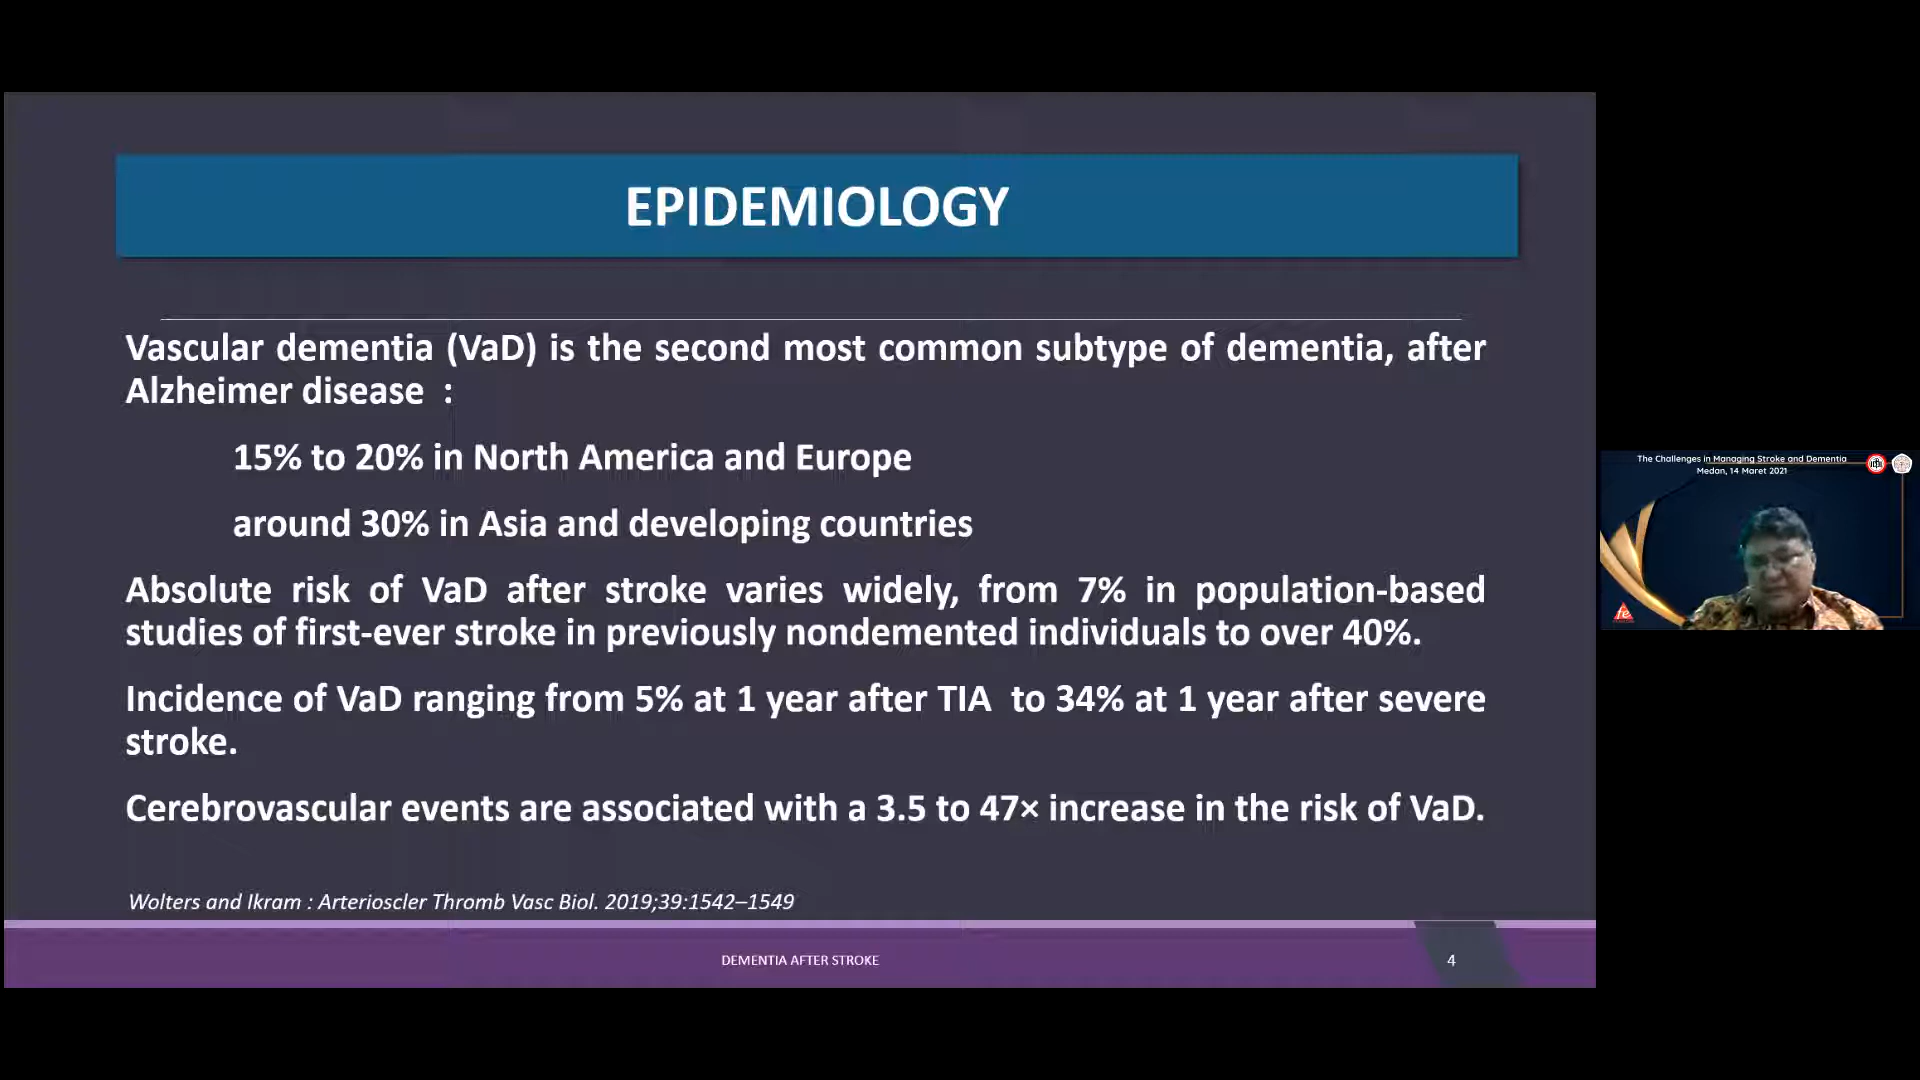 EPIDEMIOLOGY
Vascular dementia (VaD) is the second most common subtype of dementia, after
Alzheimer disease :
15% to 20% in North America and Europe
around 30% in Asia and developing countries
Absolute risk of VaD after stroke varies widely, from 7% in population-based
studies of first-ever stroke in previously nondemented individuals to over 40%.
Incidence of VaD ranging from 5% at 1 year after TIA to 34% at 1 year after severe
stroke.
Cerebrovascular events are associated with a 3.5 to 47× increase in the risk of VaD.
Wolters and Ikram : Arterioscler Thromb Vasc Biol. 2019;39:1542–1549
DEMENTIA AFTER STROKE
4
The Challenges in Managing Stroke and Dementia
Medan, 14 Maret 2021